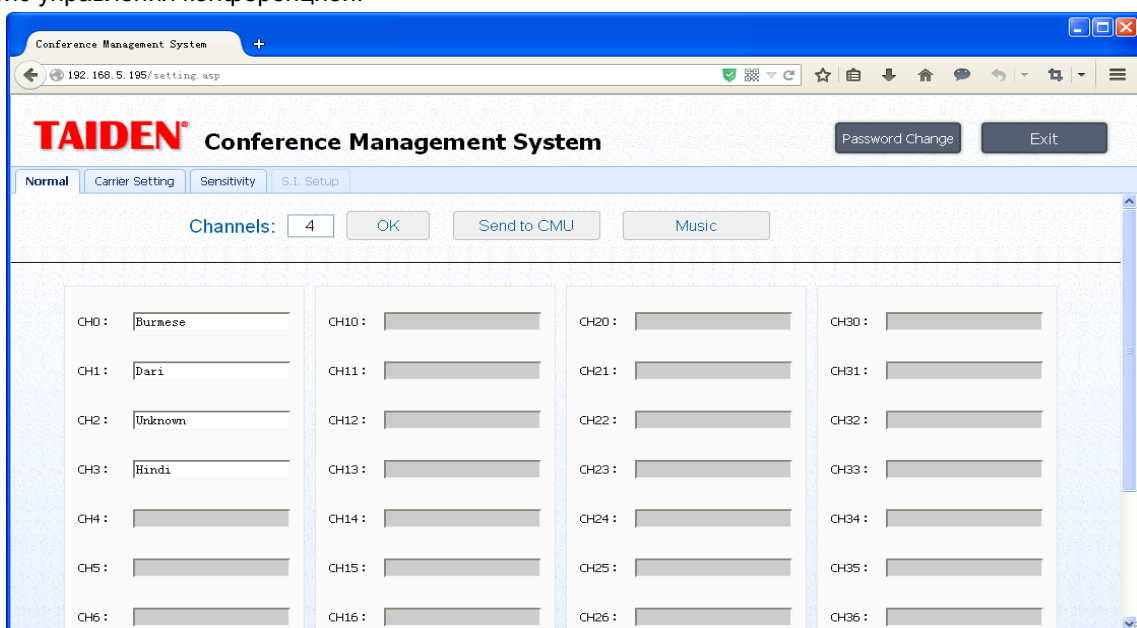 управления конференцией.
Conference Management System +
192.168.5.195/setting.asp
TAIDEN® Conference Management System Password Change Exit
Normal Carrier Setting Sensitivity S.I. Setup
Channels: 4 OK Send to CMU Music
CH0: Burmese CH10: CH20: CH30:
CH1: Dari CH11: CH21: CH31:
CH2: Unknown CH12: CH22: CH32:
CH3: Hindi CH13: CH23: CH33:
CH4: CH14: CH24: CH34:
CH5: CH15: CH25: CH35:
CH6: CH16: CH26: CH36: